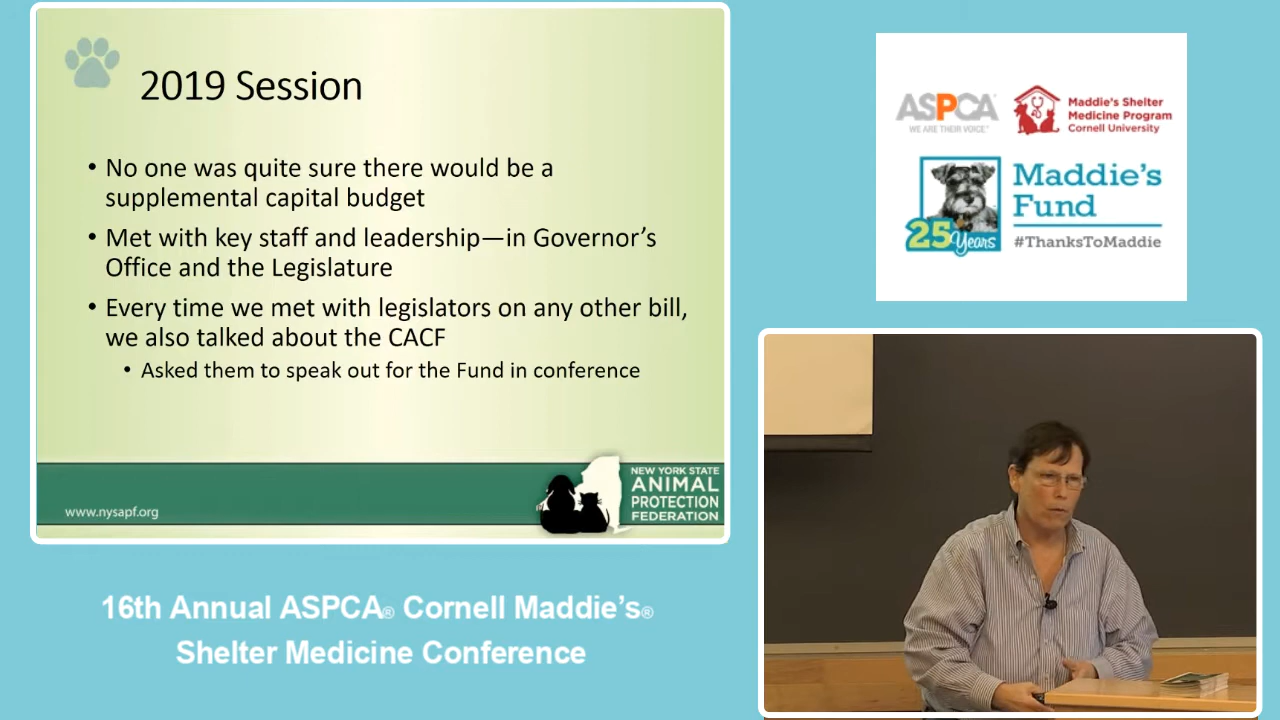 2019 Session
• No one was quite sure there would be a
supplemental capital budget
• Met with key staff and leadership—in Governor's
Office and the Legislature
• Every time we met with legislators on any other bill,
we also talked about the CACF
• Asked them to speak out for the Fund in conference
www.nysapf.org
NEW YORK STATE
ANIMAL
PROTECTION
FEDERATION
ASPCA®
WE ARE THEIR VOICE™
Maddie's Shelter
Medicine Program
Cornell University
25 Years
Maddie's
Fund
#ThanksToMaddie
16th Annual ASPCA® Cornell Maddie's®
Shelter Medicine Conference